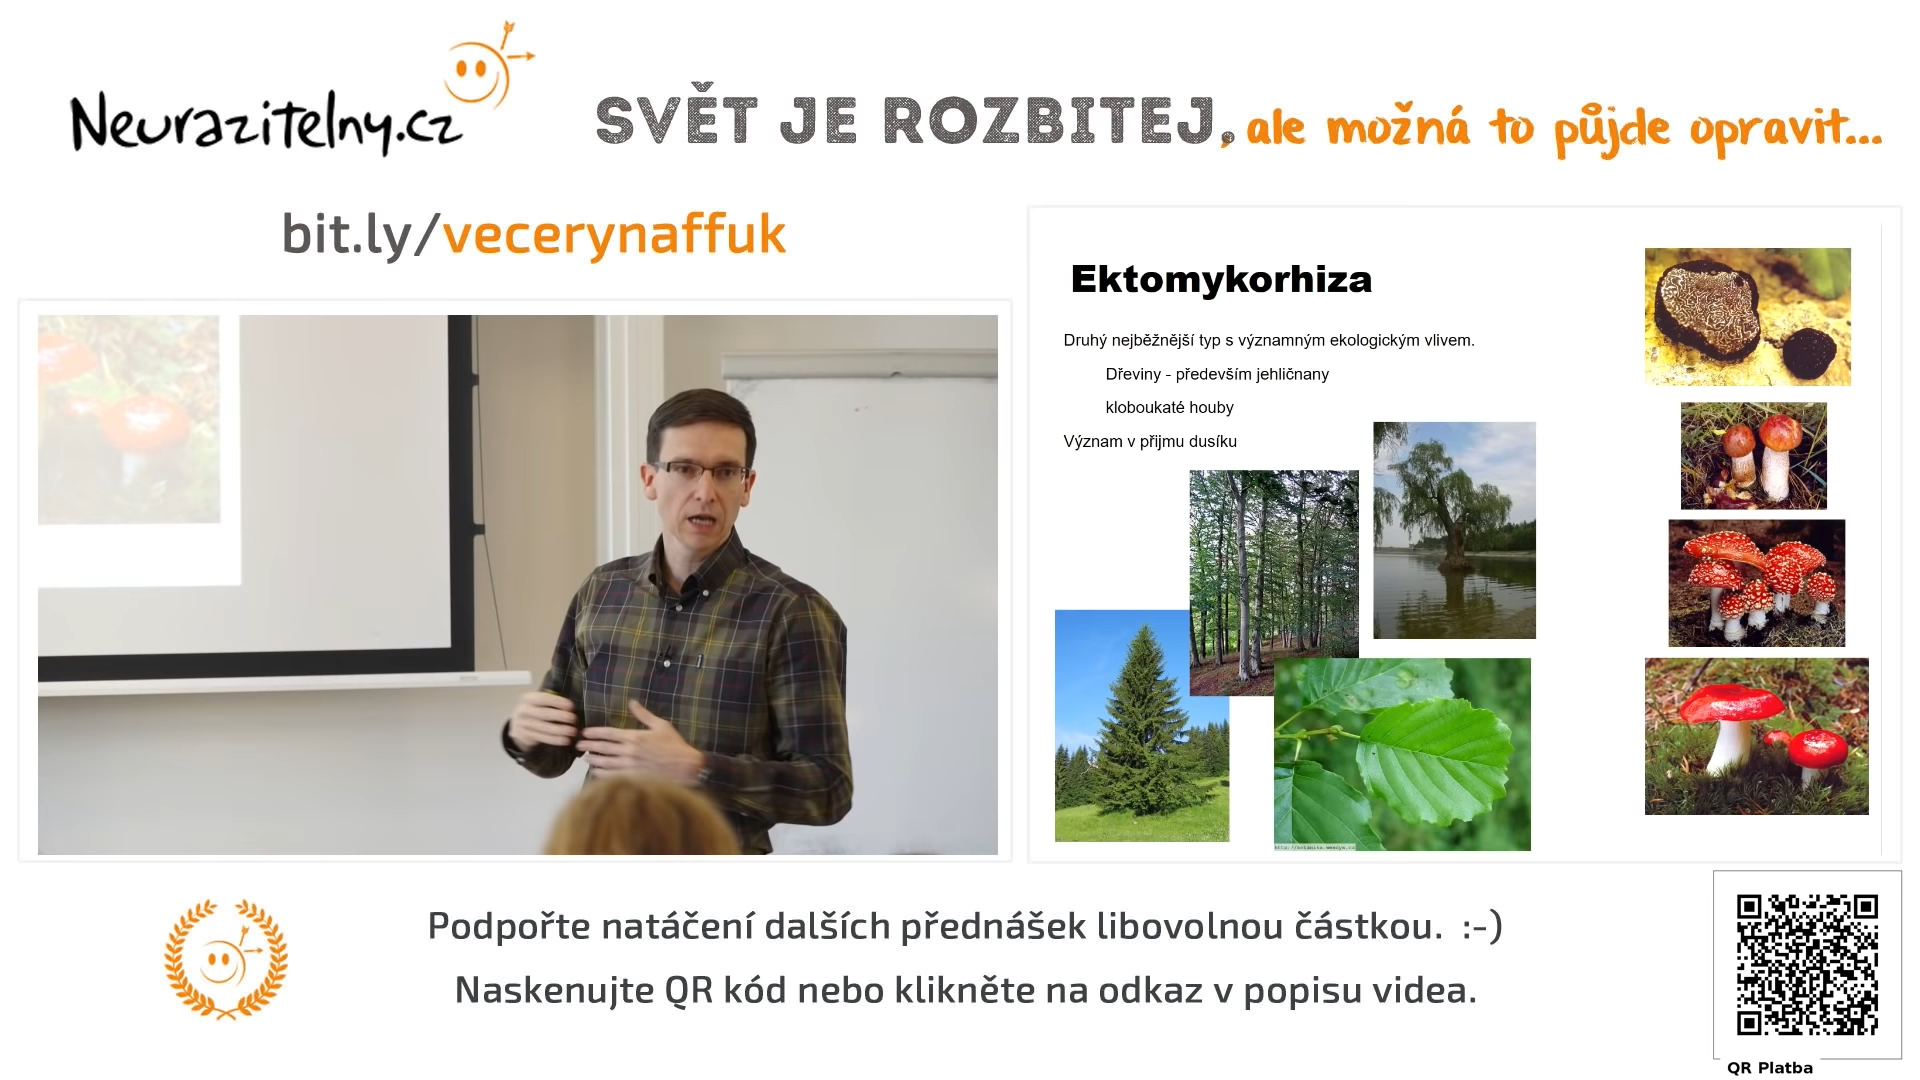 Neurazitelny.cz
SVĚT JE ROZBITEJ, ale možná to půjde opravit...
bit.ly/vecerynaffuk
Ektomykorhiza
Druhý nejběžnější typ s významným ekologickým vlivem.
Dřeviny - především jehličnany
kloboukaté houby
Význam v přijmu dusíku
Podpořte natáčení dalších přednášek libovolnou částkou. :-)
Naskenujte QR kód nebo klikněte na odkaz v popisu videa.
QR Platba